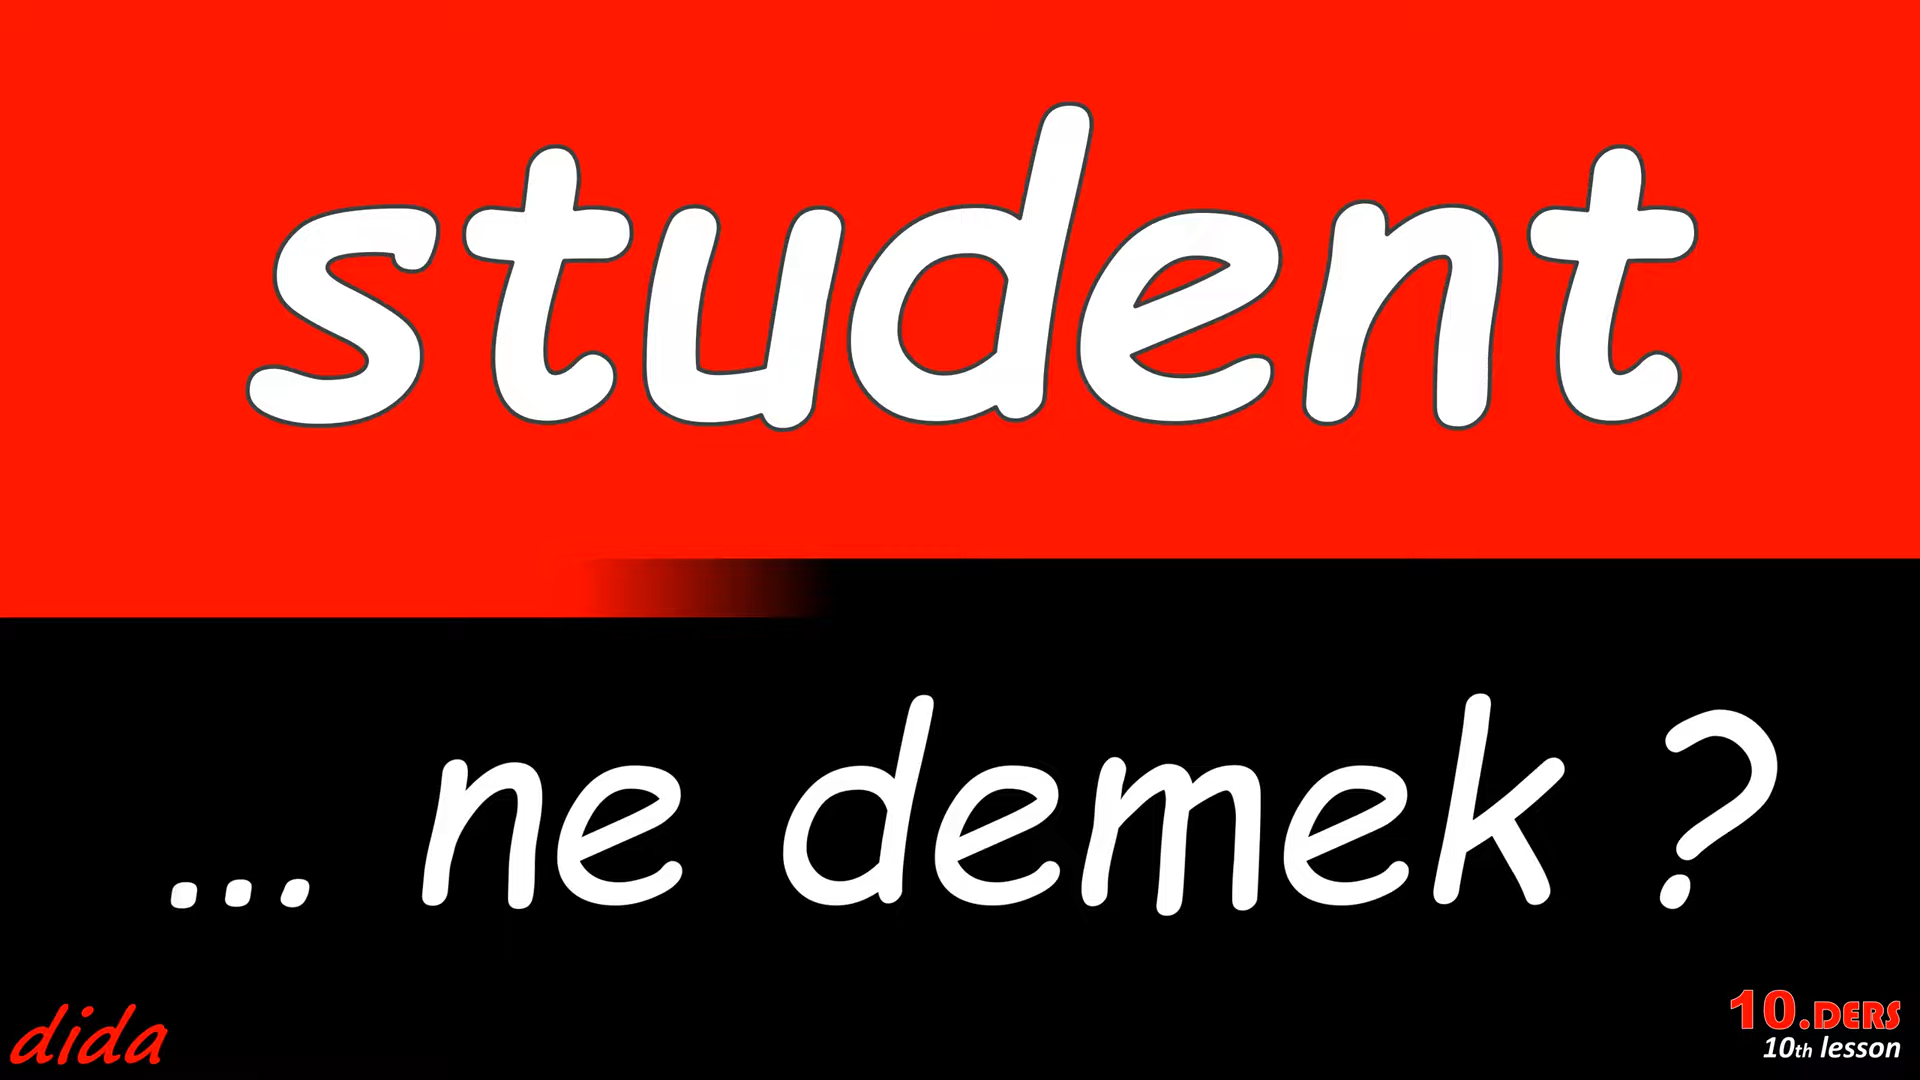 student
... ne demek ?
dida
10.DERS
10th lesson